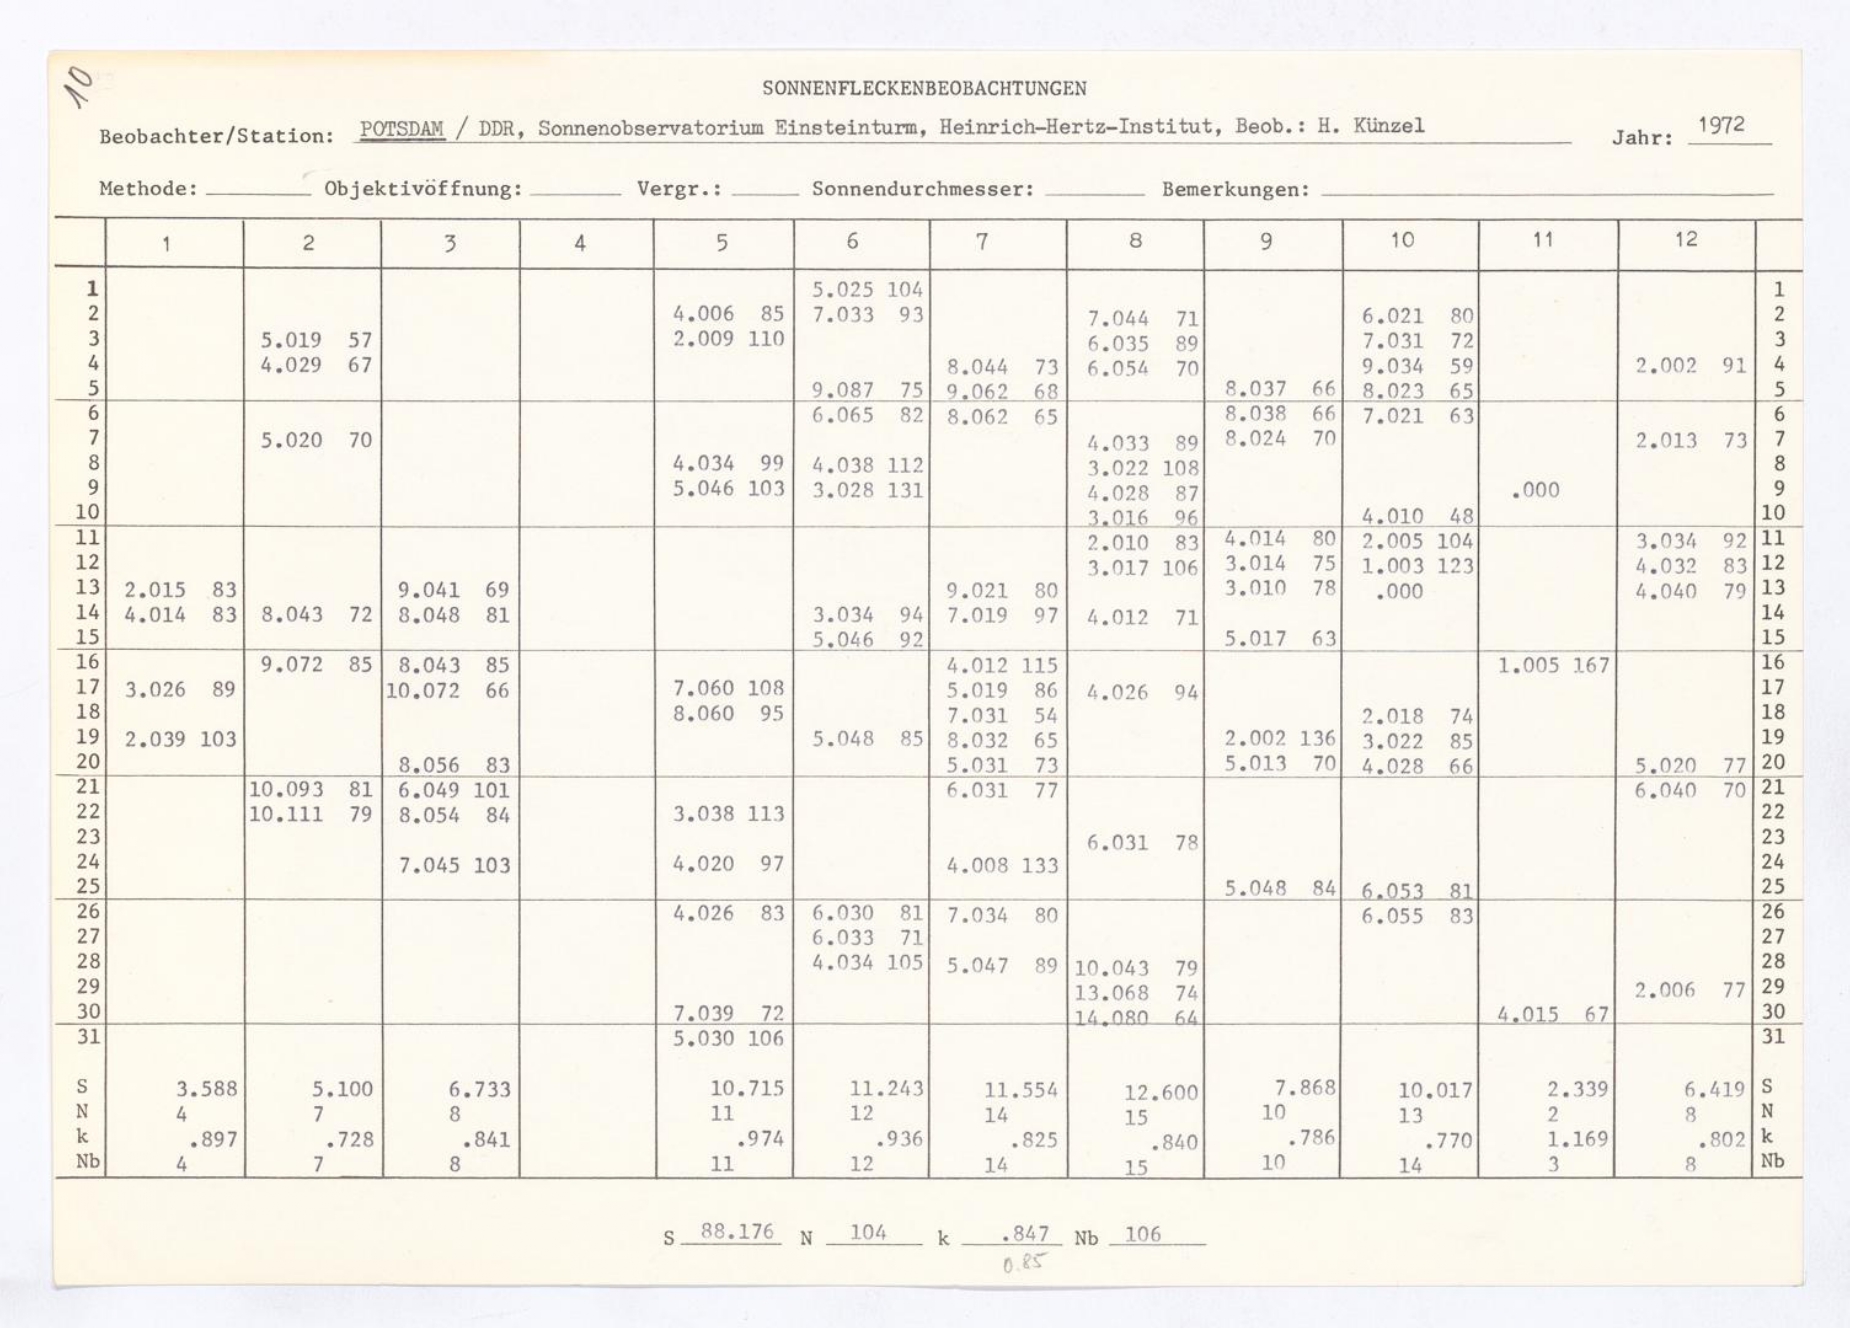 10
SONNENFLECKENBEOBACHTUNGEN
Beobachter/Station: POTSDAM / DDR, Sonnenobservatorium Einsteinturm, Heinrich-Hertz-Institut, Beob.: H. Künzel Jahr: 1972
Methode: Objektivöffnung: Vergr.: Sonnendurchmesser: Bemerkungen:
1 2 3 4 5 6 7 8 9 10 11 12
1 5.025 104 1
2 4.006 85 7.033 93 7.044 71 6.021 80 2
3 5.019 57 2.009 110 6.035 89 7.031 72 3
4 4.029 67 8.044 73 6.054 70 9.034 59 2.002 91 4
5 9.087 75 9.062 68 8.037 66 8.023 65 5
6 6.065 82 8.062 65 8.038 66 7.021 63 6
7 5.020 70 4.033 89 8.024 70 2.013 73 7
8 4.034 99 4.038 112 3.022 108 8
9 5.046 103 3.028 131 4.028 87 .000 9
10 3.016 96 4.010 48 10
11 2.010 83 4.014 80 2.005 104 3.034 92 11
12 3.017 106 3.014 75 1.003 123 4.032 83 12
13 2.015 83 9.041 69 9.021 80 3.010 78 .000 4.040 79 13
14 4.014 83 8.043 72 8.048 81 3.034 94 7.019 97 4.012 71 14
15 5.046 92 5.017 63 15
16 9.072 85 8.043 85 4.012 115 1.005 167 16
17 3.026 89 10.072 66 7.060 108 5.019 86 4.026 94 17
18 8.060 95 7.031 54 2.018 74 18
19 2.039 103 5.048 85 8.032 65 2.002 136 3.022 85 19
20 8.056 83 5.031 73 5.013 70 4.028 66 5.020 77 20
21 10.093 81 6.049 101 6.031 77 6.040 70 21
22 10.111 79 8.054 84 3.038 113 22
23 6.031 78 23
24 7.045 103 4.020 97 4.008 133 24
25 5.048 84 6.053 81 25
26 4.026 83 6.030 81 7.034 80 6.055 83 26
27 6.033 71 27
28 4.034 105 5.047 89 10.043 79 28
29 13.068 74 2.006 77 29
30 7.039 72 14.080 64 4.015 67 30
31 5.030 106 31
S 3.588 5.100 6.733 10.715 11.243 11.554 12.600 7.868 10.017 2.339 6.419 S
N 4 7 8 11 12 14 15 10 13 2 8 N
k .897 .728 .841 .974 .936 .825 .840 .786 .770 1.169 .802 k
Nb 4 7 8 11 12 14 15 10 14 3 8 Nb
S 88.176 N 104 k .847 Nb 106
0.85